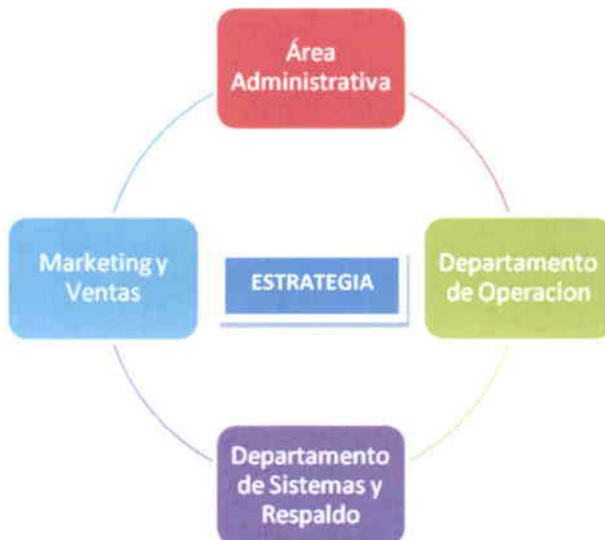 Área
Administrativa
Marketing y
Ventas
ESTRATEGIA
Departamento
de Operacion
Departamento
de Sistemas y
Respaldo